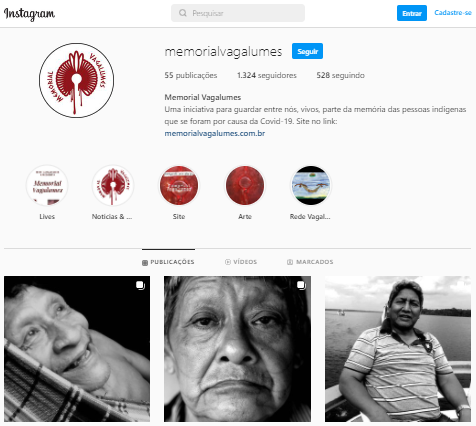 Instagram
Pesquisar
Entrar
Cadastre-se
MEMORIAL VAGALUMES
memorialvagalumes
Seguir
55 publicações 1.324 seguidores 528 seguindo
Memorial Vagalumes
Uma iniciativa para guardar entre nós, vivos, parte da memória das pessoas indígenas
que se foram por causa da Covid-19. Site no link:
memorialvagalumes.com.br
Memorial
Vagalumes
Lives
Notícias & ...
Site
Arte
Rede Vagal...
PUBLICAÇÕES
VÍDEOS
MARCADOS